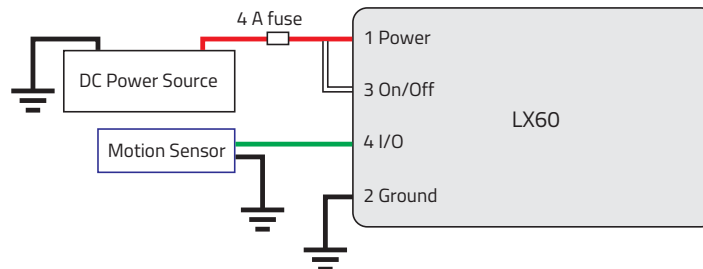 4 A fuse
1 Power
DC Power Source
3 On/Off
LX60
Motion Sensor
4 I/O
2 Ground